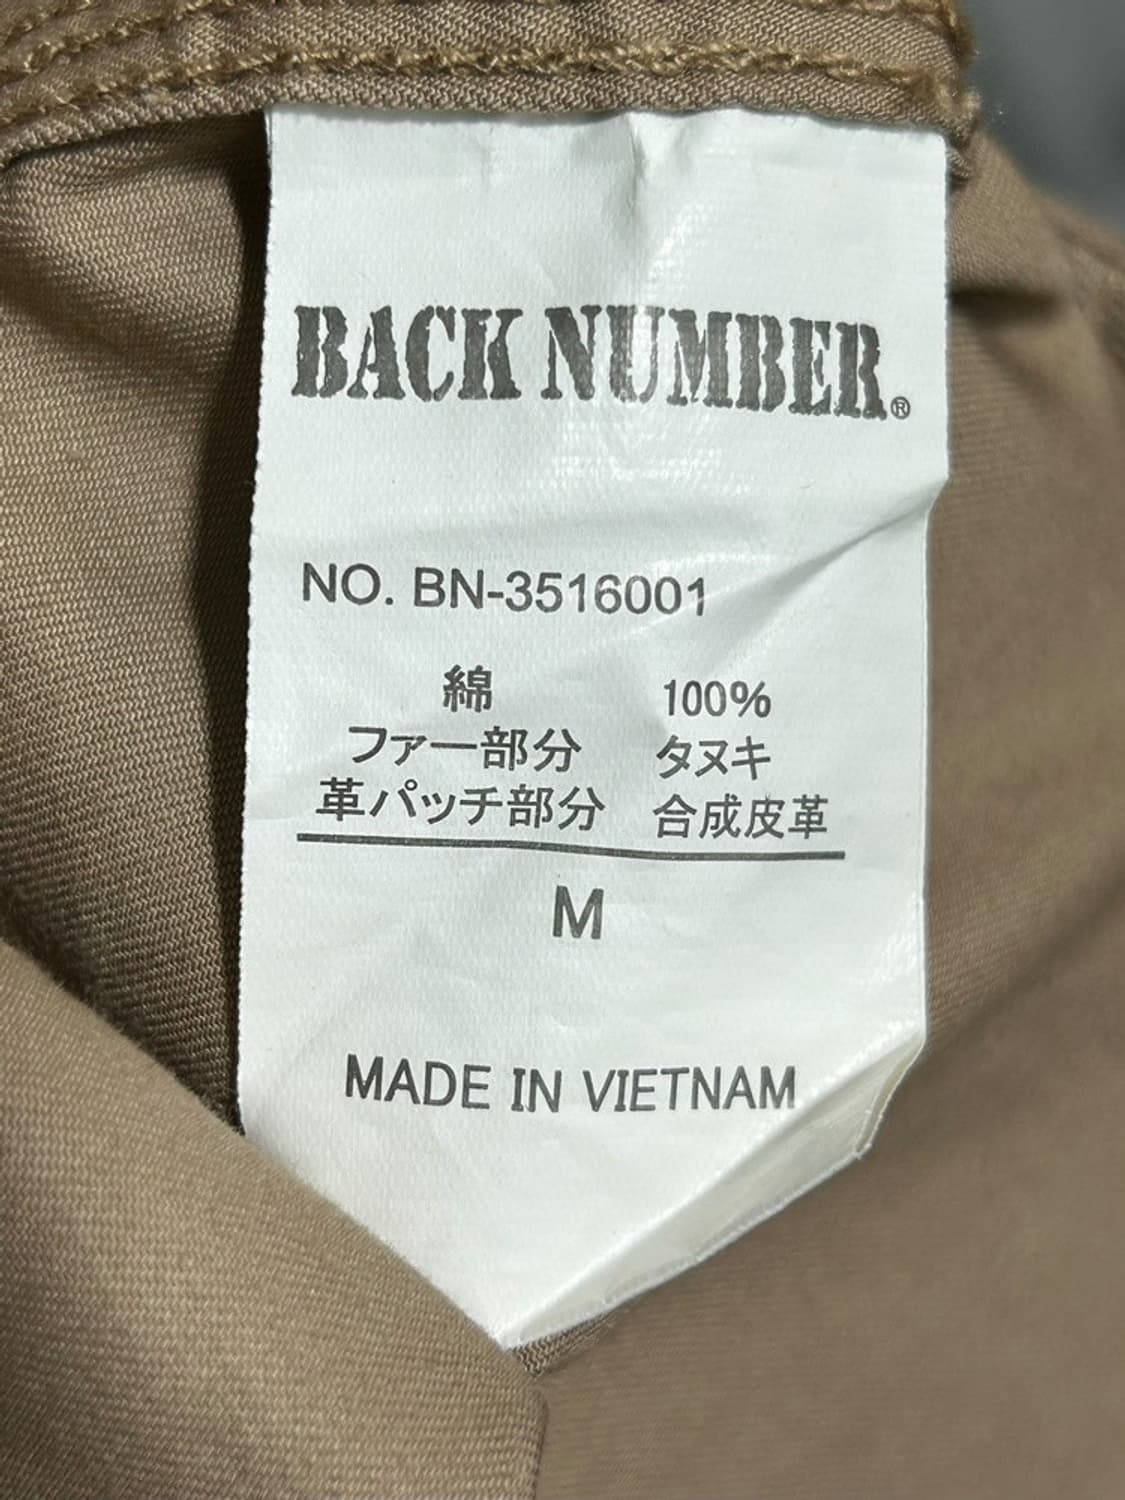 BACK NUMBER®
NO. BN-3516001
綿 100%
ファー部分 タヌキ
革パッチ部分 合成皮革
M
MADE IN VIETNAM